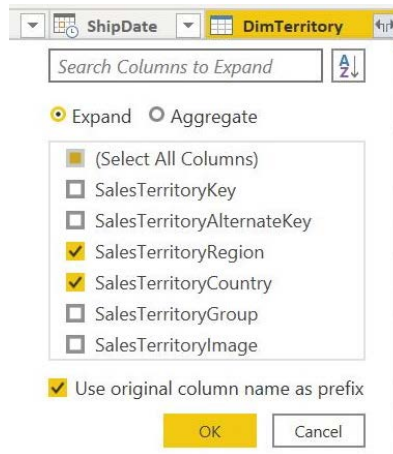 ShipDate DimTerritory
Search Columns to Expand
Expand Aggregate
(Select All Columns)
SalesTerritoryKey
SalesTerritoryAlternateKey
SalesTerritoryRegion
SalesTerritoryCountry
SalesTerritoryGroup
SalesTerritoryImage
Use original column name as prefix
OK Cancel